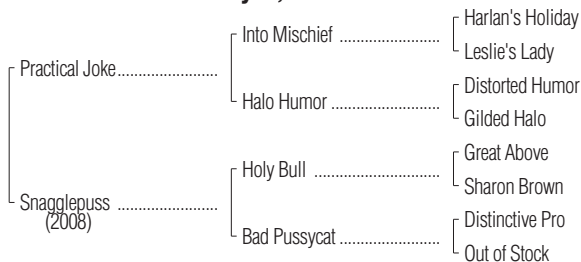 Harlan's Holiday
Into Mischief ....................
Leslie's Lady
Practical Joke.......................
Distorted Humor
Halo Humor ......................
Gilded Halo
Great Above
Holy Bull .........................
Sharon Brown
Snagglepuss .......................
(2008)
Distinctive Pro
Bad Pussycat ....................
Out of Stock